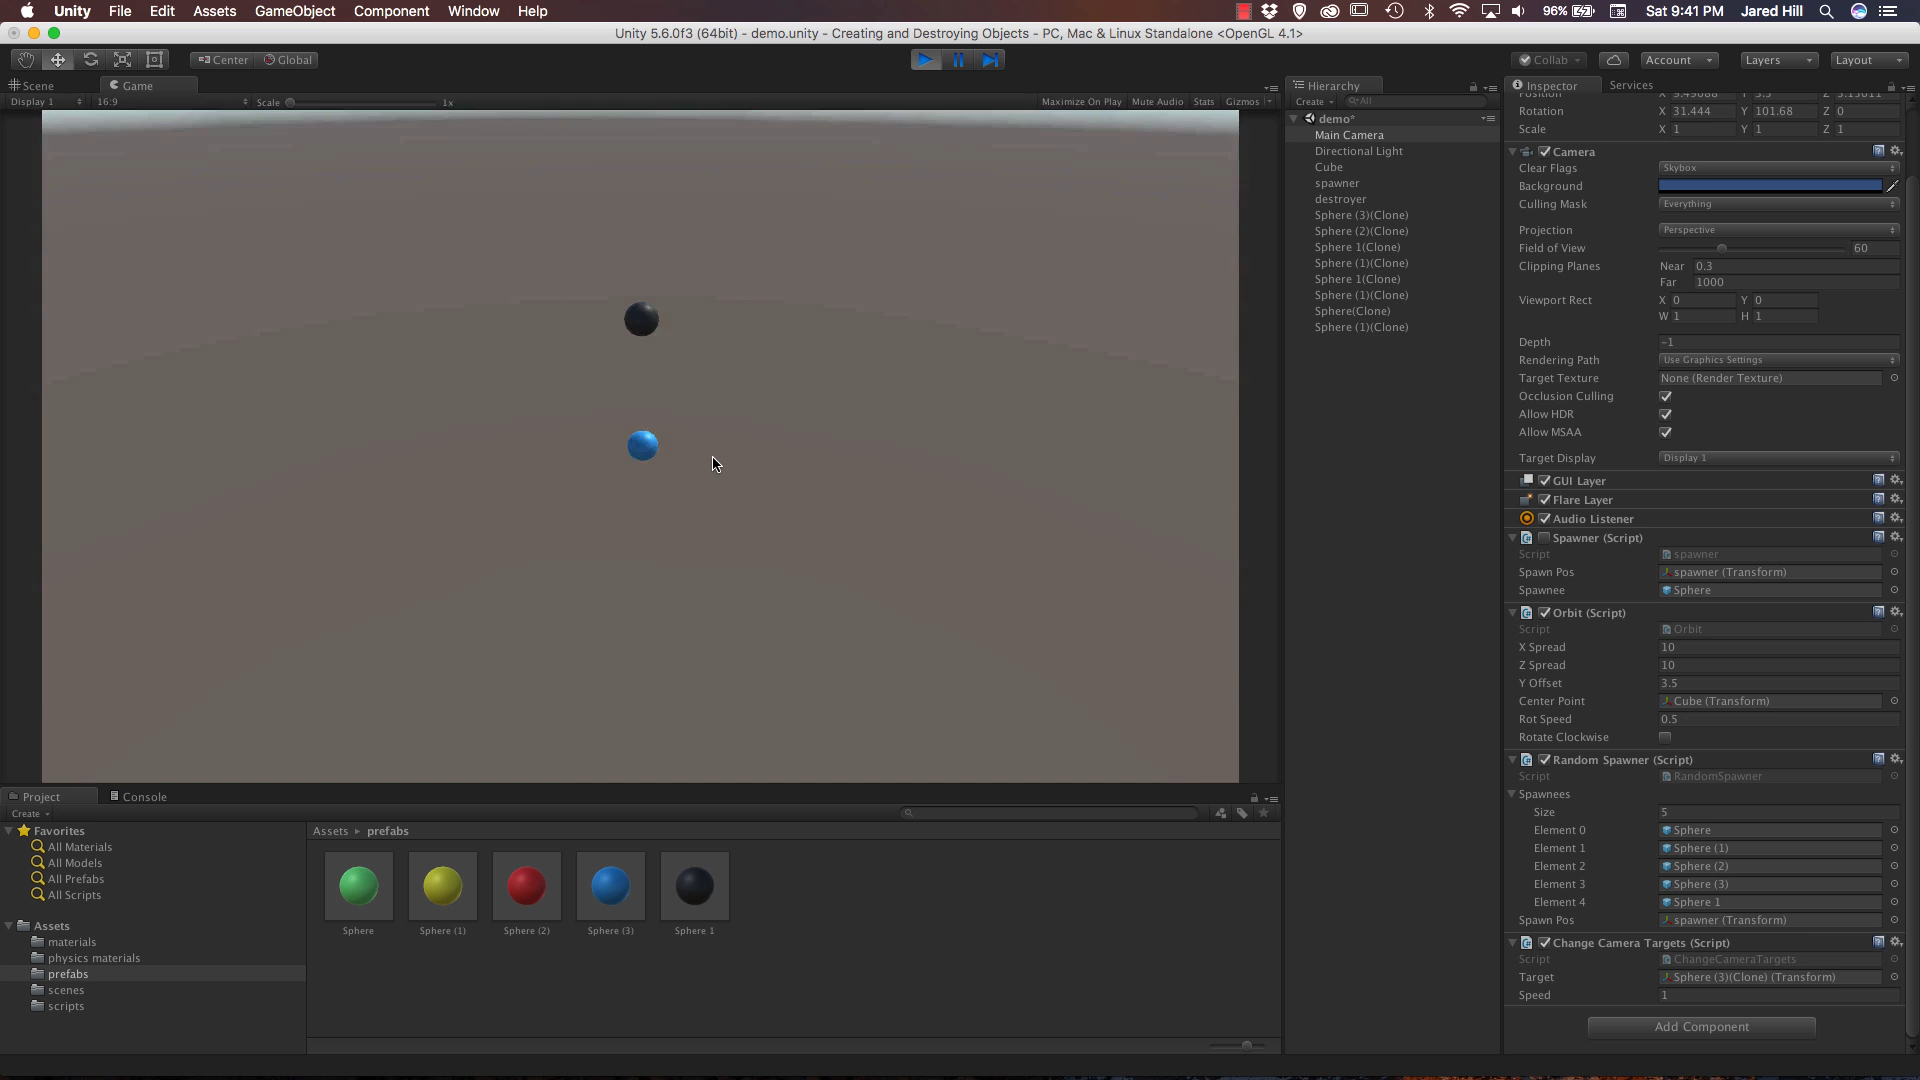 Unity File Edit Assets GameObject Component Window Help 96% Sat 9:41 PM Jared Hill
Unity 5.6.0f3 (64bit) - demo.unity - Creating and Destroying Objects - PC, Mac & Linux Standalone <OpenGL 4.1>
Center Global Collab Account Layers Layout
Scene Game
Display 1 16:9 Scale 1x Maximize On Play Mute Audio Stats Gizmos
Hierarchy
Create All
demo*
Main Camera
Directional Light
Cube
spawner
destroyer
Sphere (3)(Clone)
Sphere (2)(Clone)
Sphere 1(Clone)
Sphere (1)(Clone)
Sphere 1(Clone)
Sphere (1)(Clone)
Sphere(Clone)
Sphere (1)(Clone)
Inspector Services
Position X 9.49088 Y 3.5 Z 3.15011
Rotation X 31.444 Y 101.68 Z 0
Scale X 1 Y 1 Z 1
Camera
Clear Flags Skybox
Background
Culling Mask Everything
Projection Perspective
Field of View 60
Clipping Planes Near 0.3
Far 1000
Viewport Rect X 0 Y 0
W 1 H 1
Depth -1
Rendering Path Use Graphics Settings
Target Texture None (Render Texture)
Occlusion Culling
Allow HDR
Allow MSAA
Target Display Display 1
GUI Layer
Flare Layer
Audio Listener
Spawner (Script)
Script spawner
Spawn Pos spawner (Transform)
Spawnee Sphere
Orbit (Script)
Script Orbit
X Spread 10
Z Spread 10
Y Offset 3.5
Center Point Cube (Transform)
Rot Speed 0.5
Rotate Clockwise
Random Spawner (Script)
Script RandomSpawner
Spawnees
Size 5
Element 0 Sphere
Element 1 Sphere (1)
Element 2 Sphere (2)
Element 3 Sphere (3)
Element 4 Sphere 1
Spawn Pos spawner (Transform)
Change Camera Targets (Script)
Script ChangeCameraTargets
Target Sphere (3)(Clone) (Transform)
Speed 1
Add Component
Project Console
Create
Favorites
All Materials
All Models
All Prefabs
All Scripts
Assets
materials
physics materials
prefabs
scenes
scripts
Assets prefabs
Sphere Sphere (1) Sphere (2) Sphere (3) Sphere 1